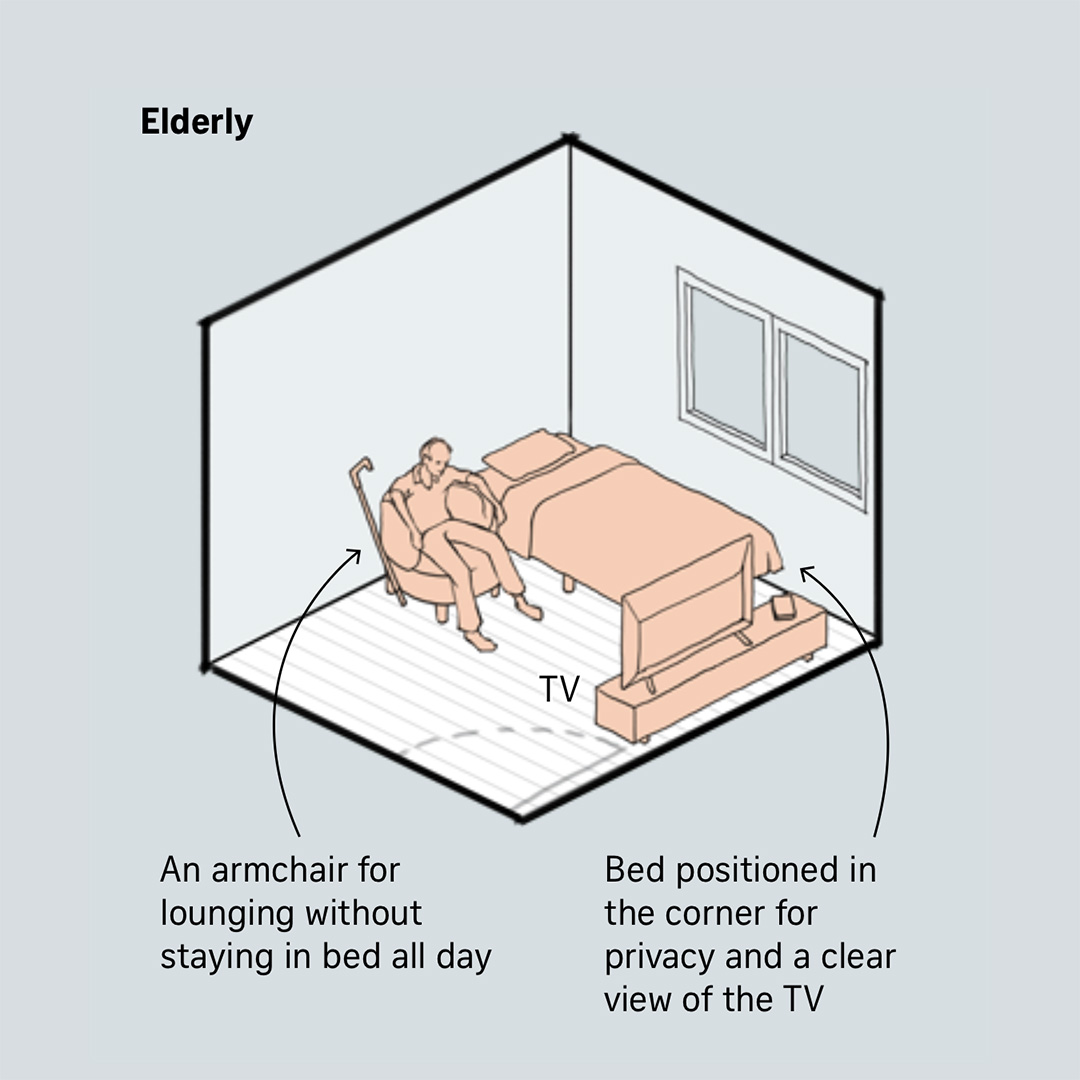 Elderly
TV
An armchair for
lounging without
staying in bed all day
Bed positioned in
the corner for
privacy and a clear
view of the TV